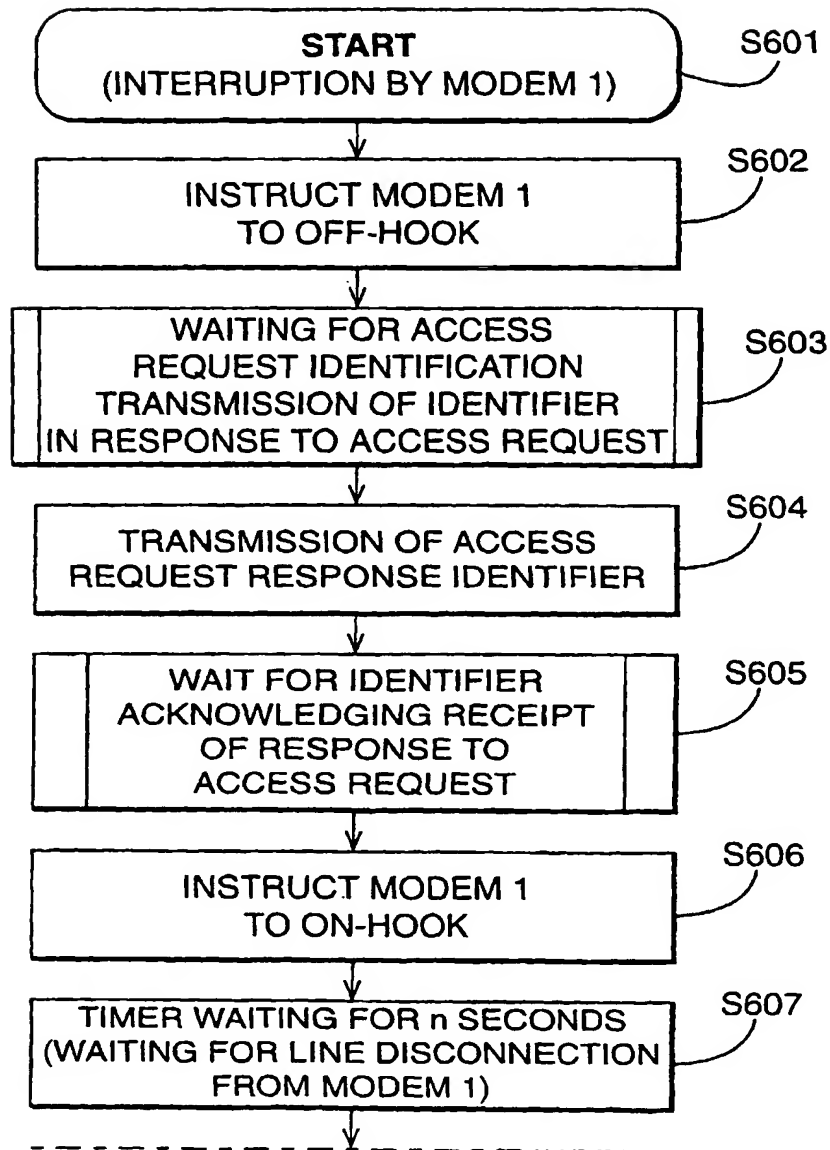 START
(INTERRUPTION BY MODEM 1)
S601
INSTRUCT MODEM 1
TO OFF-HOOK
S602
WAITING FOR ACCESS
REQUEST IDENTIFICATION
TRANSMISSION OF IDENTIFIER
IN RESPONSE TO ACCESS REQUEST
S603
TRANSMISSION OF ACCESS
REQUEST RESPONSE IDENTIFIER
S604
WAIT FOR IDENTIFIER
ACKNOWLEDGING RECEIPT
OF RESPONSE TO
ACCESS REQUEST
S605
INSTRUCT MODEM 1
TO ON-HOOK
S606
TIMER WAITING FOR n SECONDS
(WAITING FOR LINE DISCONNECTION
FROM MODEM 1)
S607